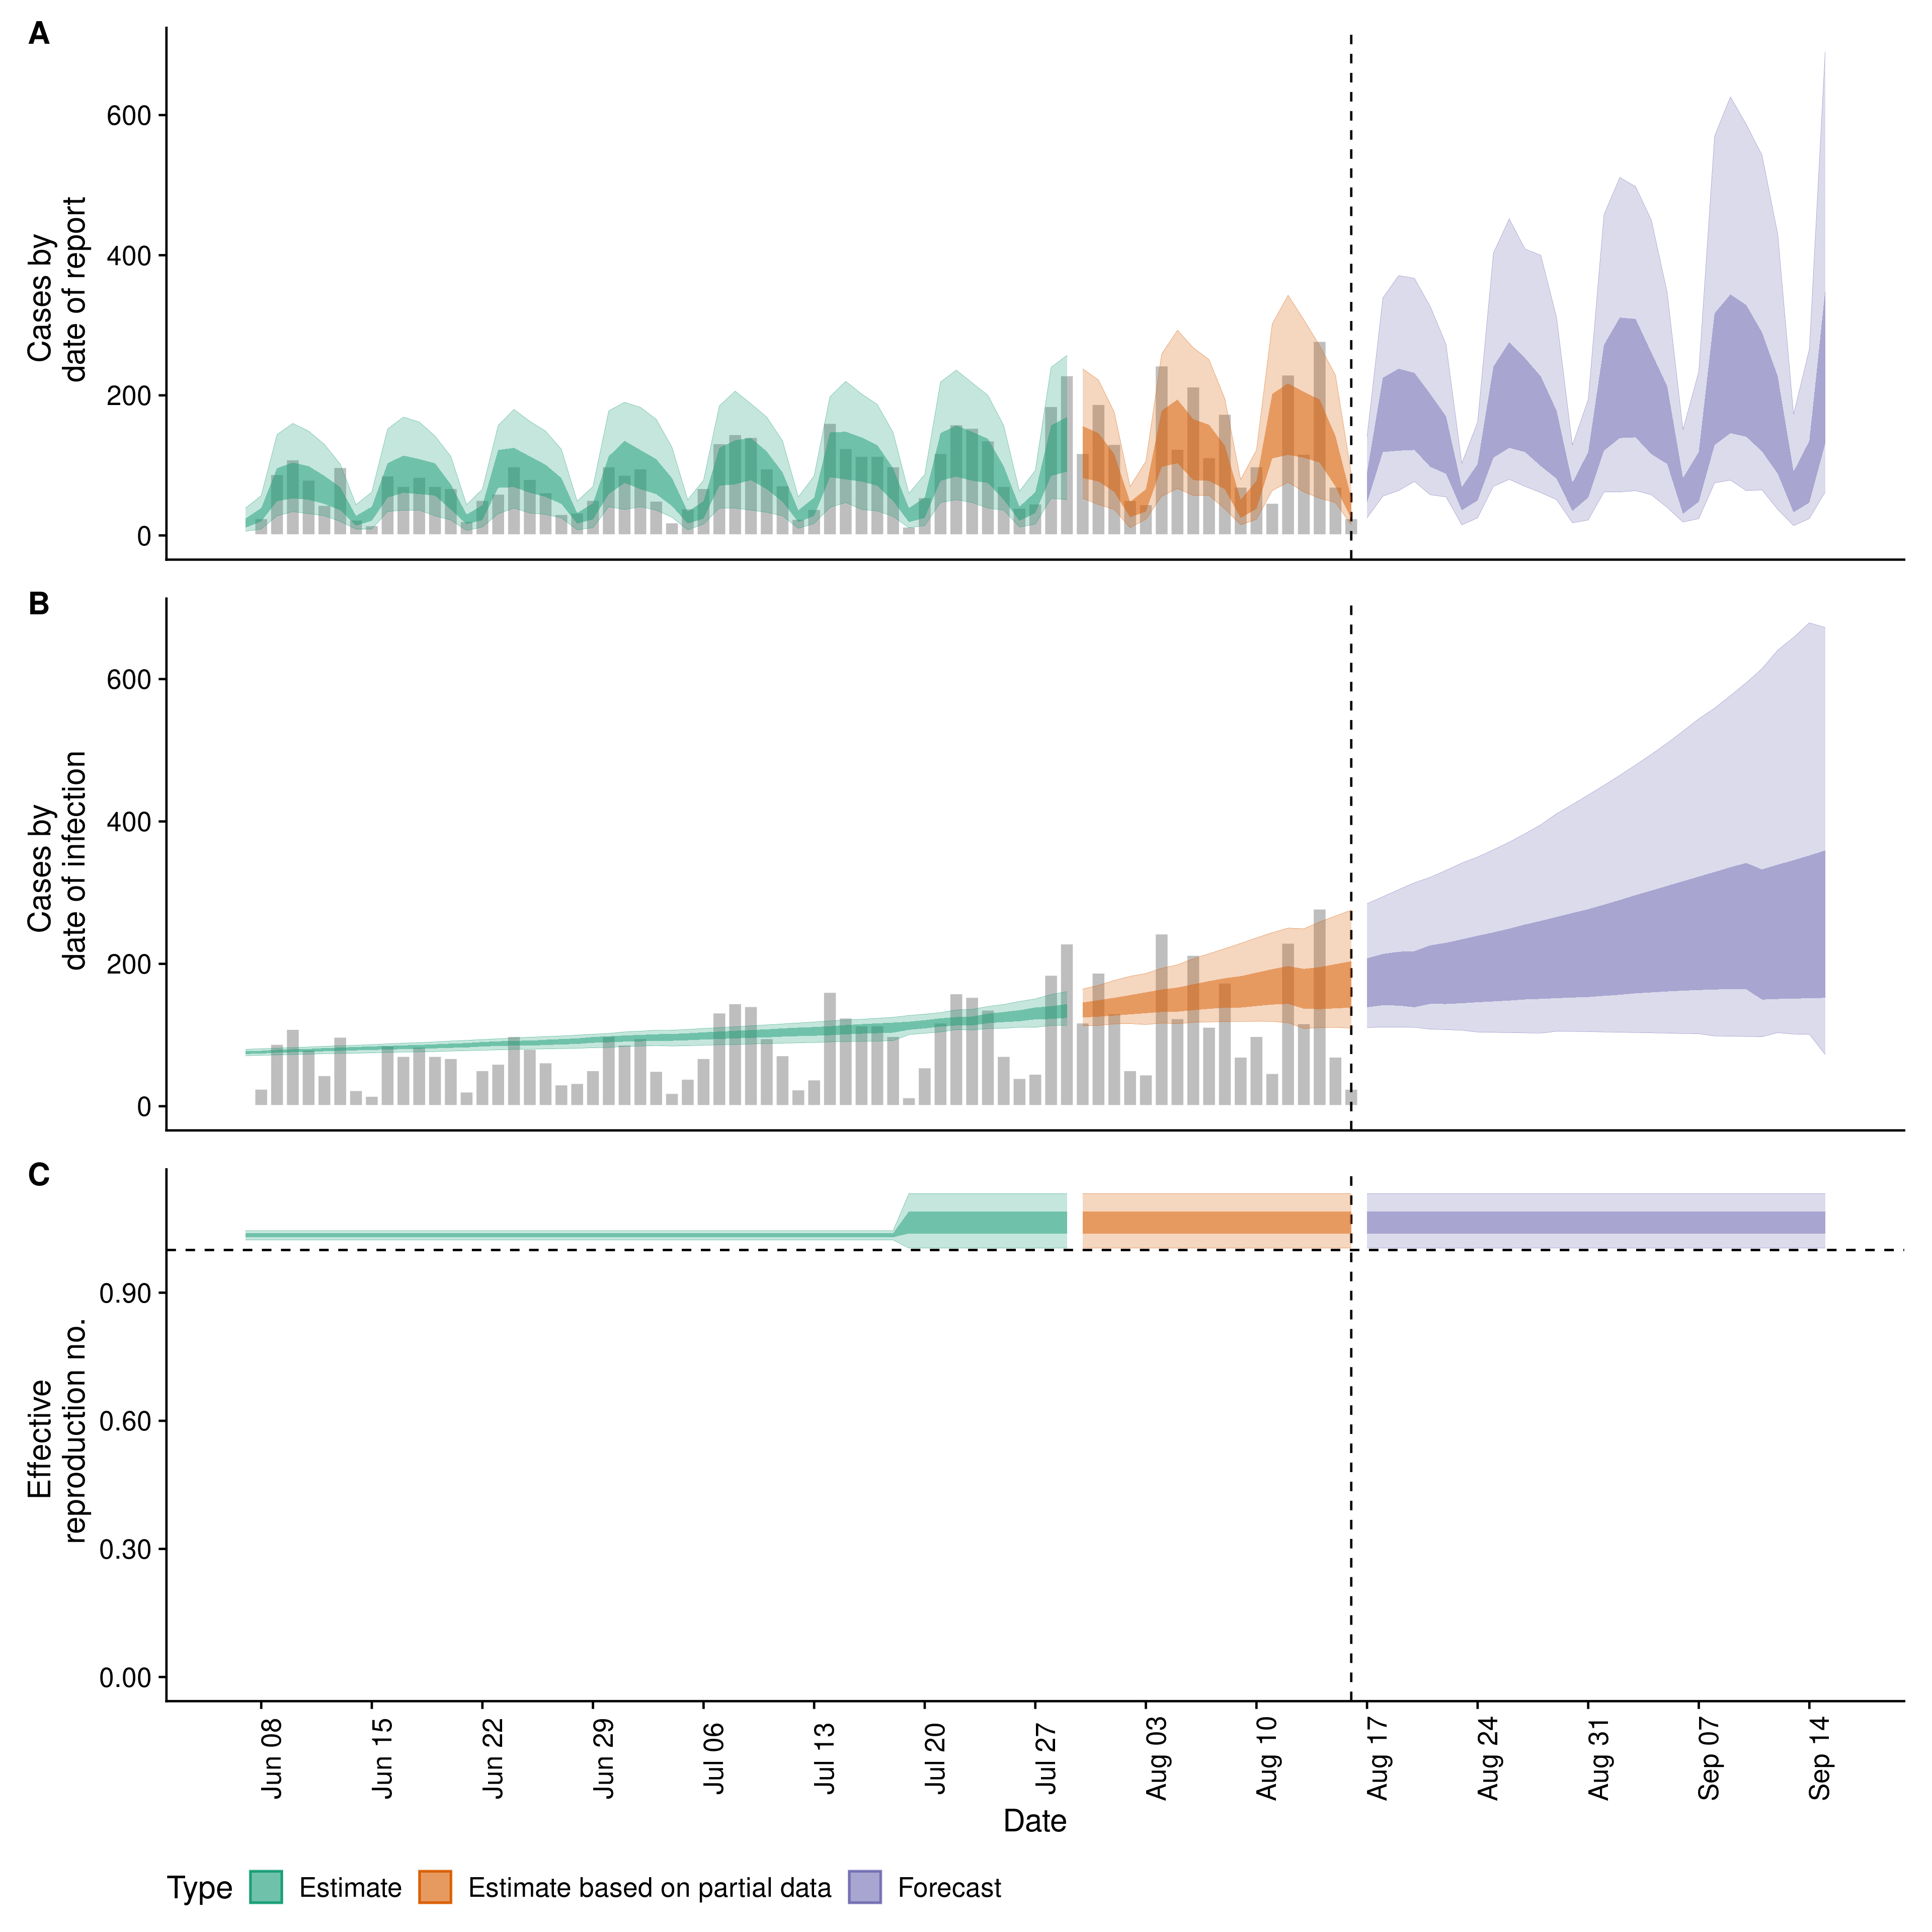 A
600
400
200
0
Cases by
date of report
B
600
400
200
0
Cases by
date of infection
C
0.90
0.60
0.30
0.00
Effective
reproduction no.
Jun 08
Jun 15
Jun 22
Jun 29
Jul 06
Jul 13
Jul 20
Jul 27
Aug 03
Aug 10
Aug 17
Aug 24
Aug 31
Sep 07
Sep 14
Date
Type Estimate Estimate based on partial data Forecast